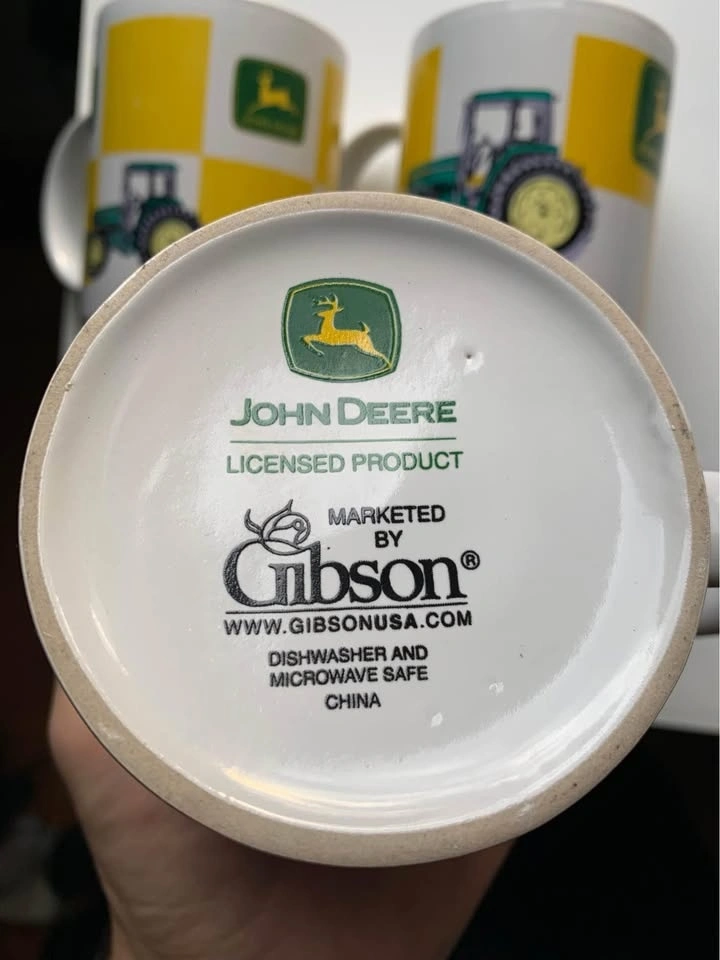 JOHN DEERE
LICENSED PRODUCT
MARKETED
BY
Gibson®
WWW.GIBSONUSA.COM
DISHWASHER AND
MICROWAVE SAFE
CHINA